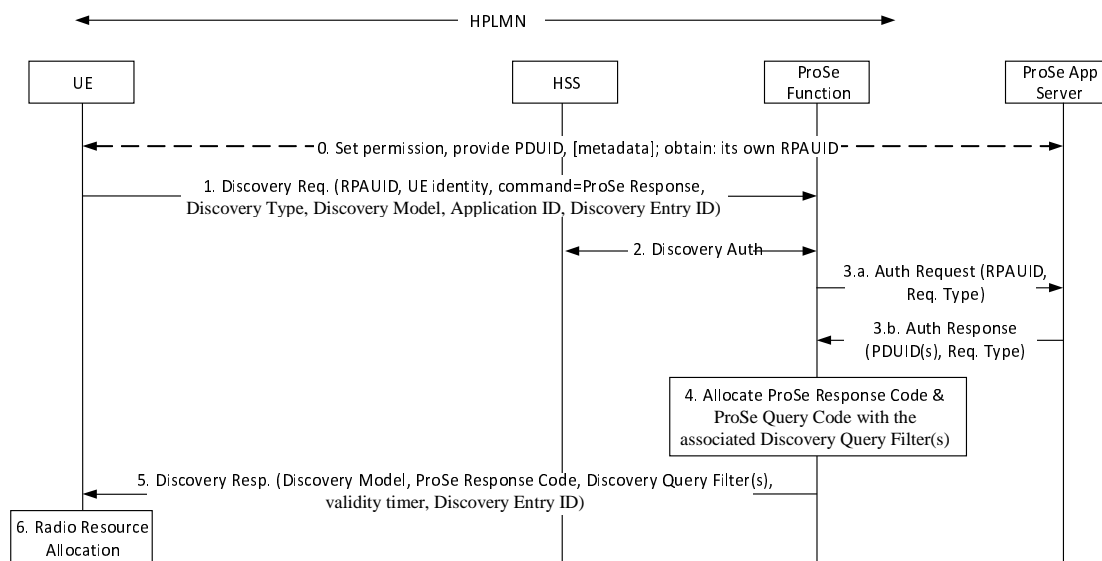 HPLMN
UE
HSS
ProSe
Function
ProSe App
Server
0. Set permission, provide PDUID, [metadata]; obtain: its own RPAUID
1. Discovery Req. (RPAUID, UE identity, command=ProSe Response,
Discovery Type, Discovery Model, Application ID, Discovery Entry ID)
2. Discovery Auth
3.a. Auth Request (RPAUID,
Req. Type)
3.b. Auth Response
(PDUID(s), Req. Type)
4. Allocate ProSe Response Code &
ProSe Query Code with the
associated Discovery Query Filter(s)
5. Discovery Resp. (Discovery Model, ProSe Response Code, Discovery Query Filter(s),
validity timer, Discovery Entry ID)
6. Radio Resource
Allocation